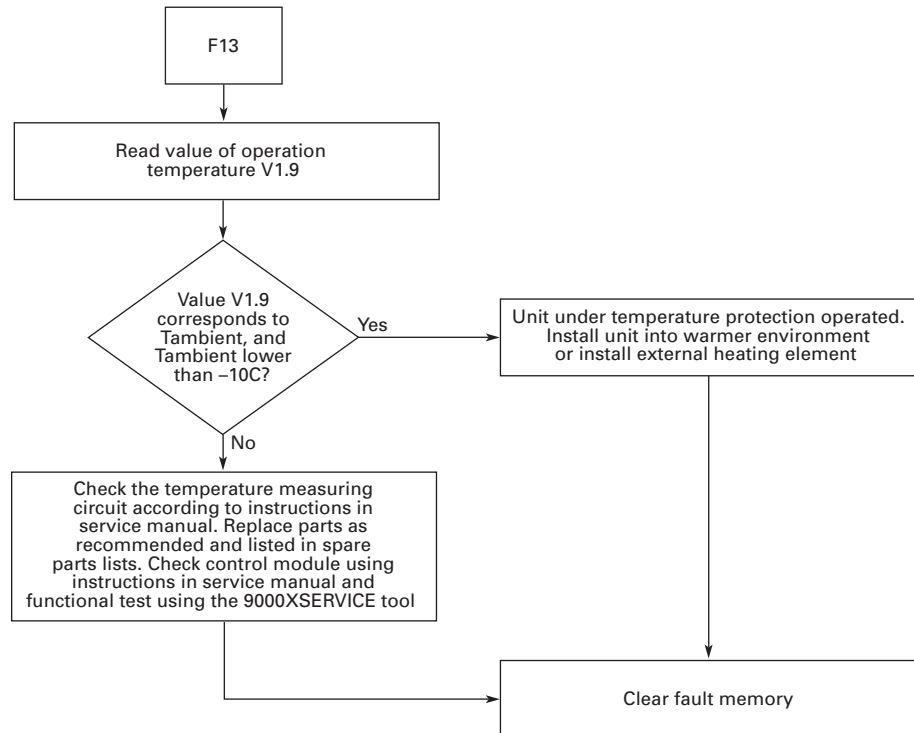 F13
Read value of operation
temperature V1.9
Value V1.9
corresponds to
Tambient, and
Tambient lower
than –10C?
Yes
Unit under temperature protection operated.
Install unit into warmer environment
or install external heating element
No
Check the temperature measuring
circuit according to instructions in
service manual. Replace parts as
recommended and listed in spare
parts lists. Check control module using
instructions in service manual and
functional test using the 9000XSERVICE tool
Clear fault memory